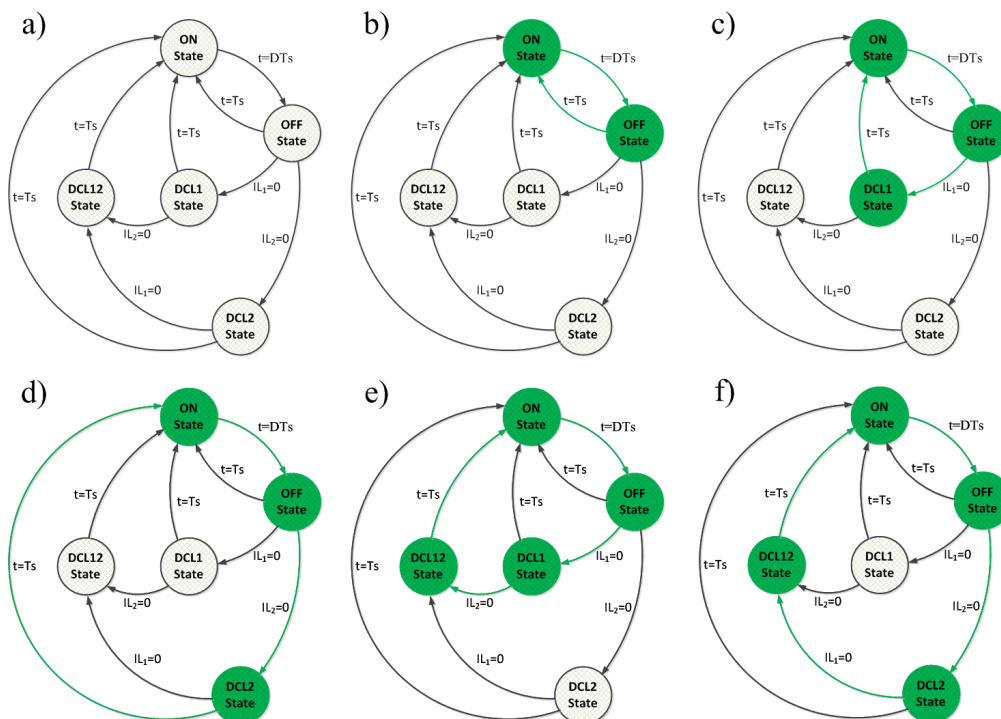 a)
ON
State
t=DTs
OFF
State
t=Ts
t=Ts
t=Ts
t=Ts
DCL12
State
DCL1
State
IL₁=0
IL₂=0
IL₂=0
IL₁=0
DCL2
State
b)
ON
State
t=DTs
OFF
State
t=Ts
t=Ts
t=Ts
t=Ts
DCL12
State
DCL1
State
IL₁=0
IL₂=0
IL₂=0
IL₁=0
DCL2
State
c)
ON
State
t=DTs
OFF
State
t=Ts
t=Ts
t=Ts
t=Ts
DCL12
State
DCL1
State
IL₁=0
IL₂=0
IL₂=0
IL₁=0
DCL2
State
d)
ON
State
t=DTs
OFF
State
t=Ts
t=Ts
t=Ts
t=Ts
DCL12
State
DCL1
State
IL₁=0
IL₂=0
IL₂=0
IL₁=0
DCL2
State
e)
ON
State
t=DTs
OFF
State
t=Ts
t=Ts
t=Ts
t=Ts
DCL12
State
DCL1
State
IL₁=0
IL₂=0
IL₂=0
IL₁=0
DCL2
State
f)
ON
State
t=DTs
OFF
State
t=Ts
t=Ts
t=Ts
t=Ts
DCL12
State
DCL1
State
IL₁=0
IL₂=0
IL₂=0
IL₁=0
DCL2
State